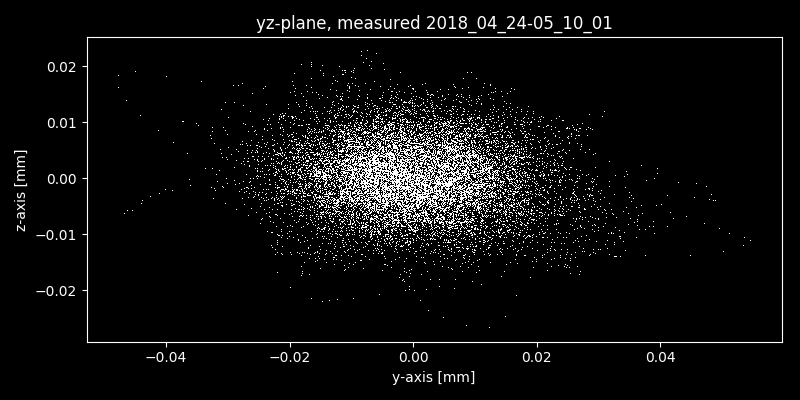 yz-plane, measured 2018_04_24-05_10_01
0.02
0.01
0.00
−0.01
−0.02
z-axis [mm]
−0.04 −0.02 0.00 0.02 0.04
y-axis [mm]